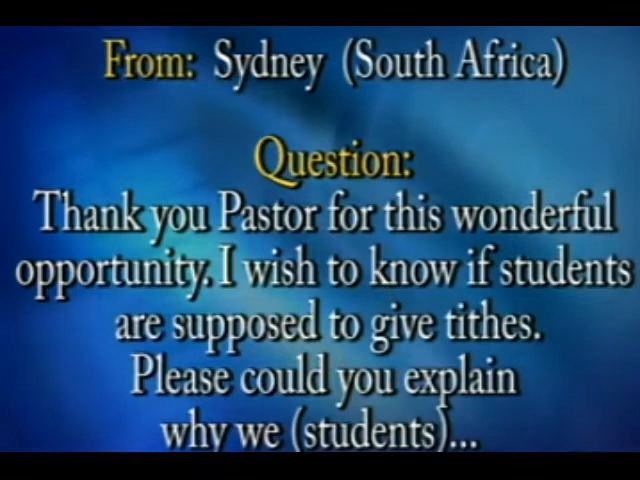 From: Sydney (South Africa)
Question:
Thank you Pastor for this wonderful
opportunity. I wish to know if students
are supposed to give tithes.
Please could you explain
why we (students)...